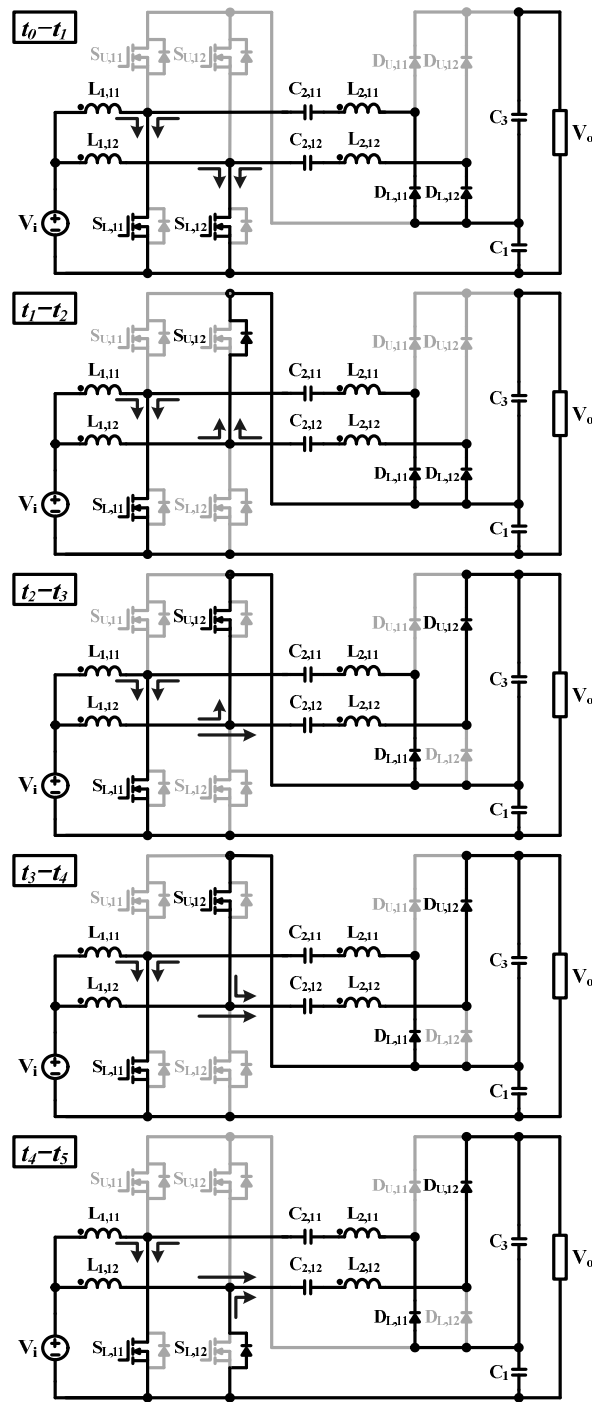 t0–t1
SU,11 SU,12 DU,11 DU,12
L1,11 C2,11 L2,11 C3 Vo
L1,12 C2,12 L2,12
DL,11 DL,12
Vi SL,11 SL,12 C1
t1–t2
SU,11 SU,12 DU,11 DU,12
L1,11 C2,11 L2,11 C3 Vo
L1,12 C2,12 L2,12
DL,11 DL,12
Vi SL,11 SL,12 C1
t2–t3
SU,11 SU,12 DU,11 DU,12
L1,11 C2,11 L2,11 C3 Vo
L1,12 C2,12 L2,12
DL,11 DL,12
Vi SL,11 SL,12 C1
t3–t4
SU,11 SU,12 DU,11 DU,12
L1,11 C2,11 L2,11 C3 Vo
L1,12 C2,12 L2,12
DL,11 DL,12
Vi SL,11 SL,12 C1
t4–t5
SU,11 SU,12 DU,11 DU,12
L1,11 C2,11 L2,11 C3 Vo
L1,12 C2,12 L2,12
DL,11 DL,12
Vi SL,11 SL,12 C1